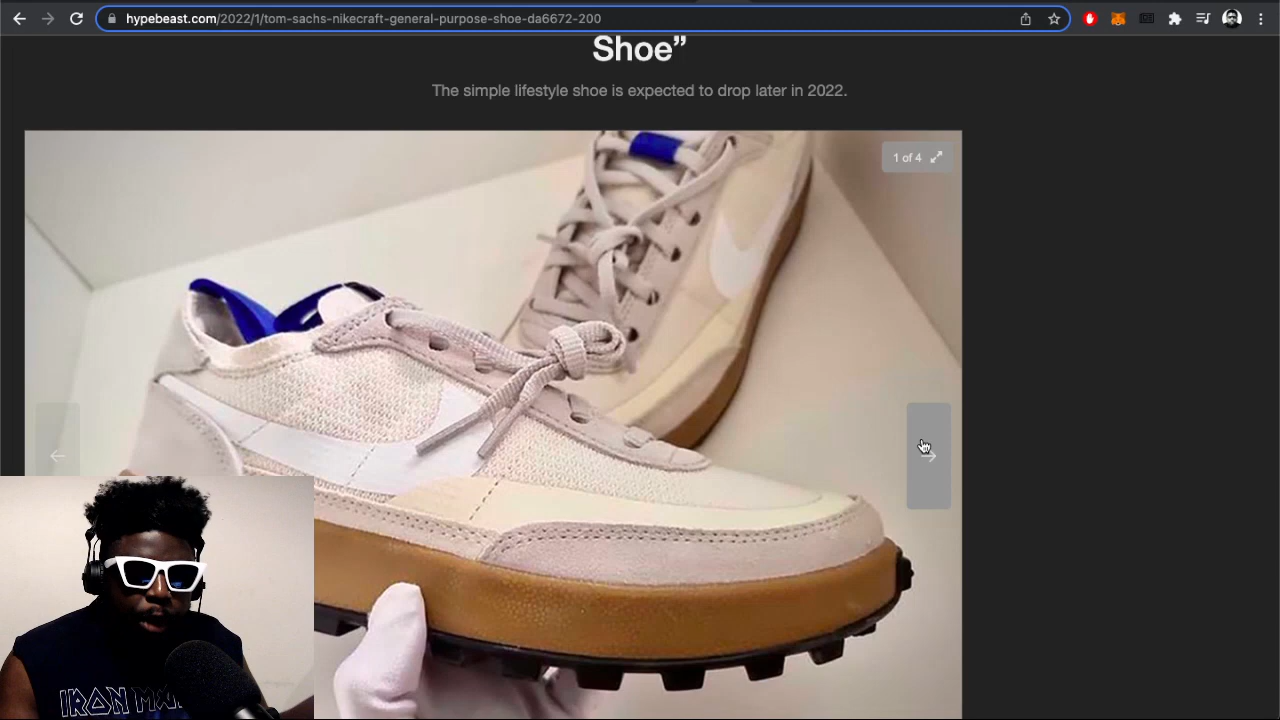 hypebeast.com/2022/1/tom-sachs-nikecraft-general-purpose-shoe-da6672-200
Shoe”
The simple lifestyle shoe is expected to drop later in 2022.
1 of 4
IRON